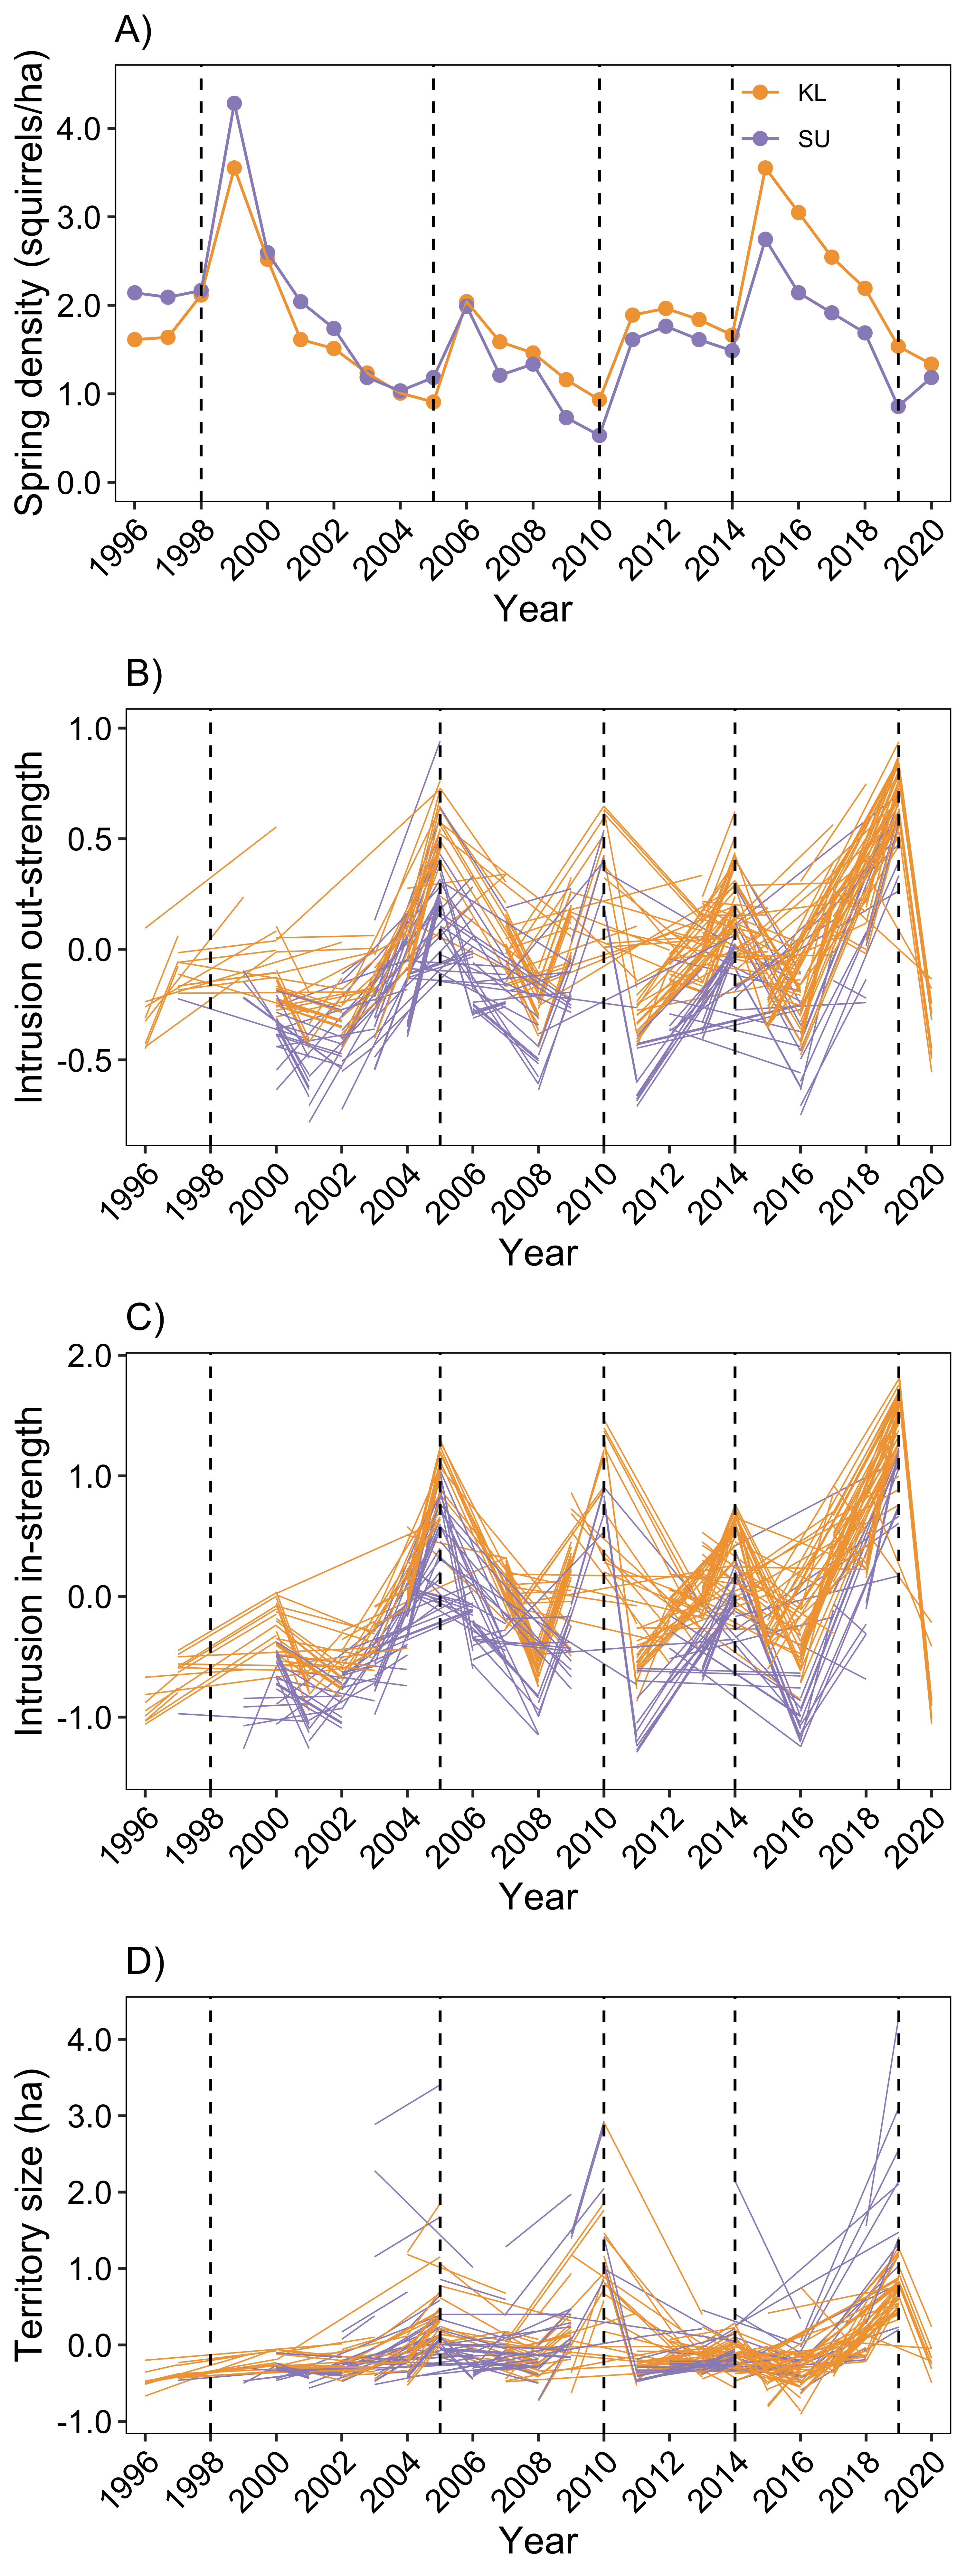 A)
Spring density (squirrels/ha)
4.0
3.0
2.0
1.0
0.0
KL
SU
1996 1998 2000 2002 2004 2006 2008 2010 2012 2014 2016 2018 2020
Year
B)
Intrusion out-strength
1.0
0.5
0.0
-0.5
1996 1998 2000 2002 2004 2006 2008 2010 2012 2014 2016 2018 2020
Year
C)
Intrusion in-strength
2.0
1.0
0.0
-1.0
1996 1998 2000 2002 2004 2006 2008 2010 2012 2014 2016 2018 2020
Year
D)
Territory size (ha)
4.0
3.0
2.0
1.0
0.0
-1.0
1996 1998 2000 2002 2004 2006 2008 2010 2012 2014 2016 2018 2020
Year